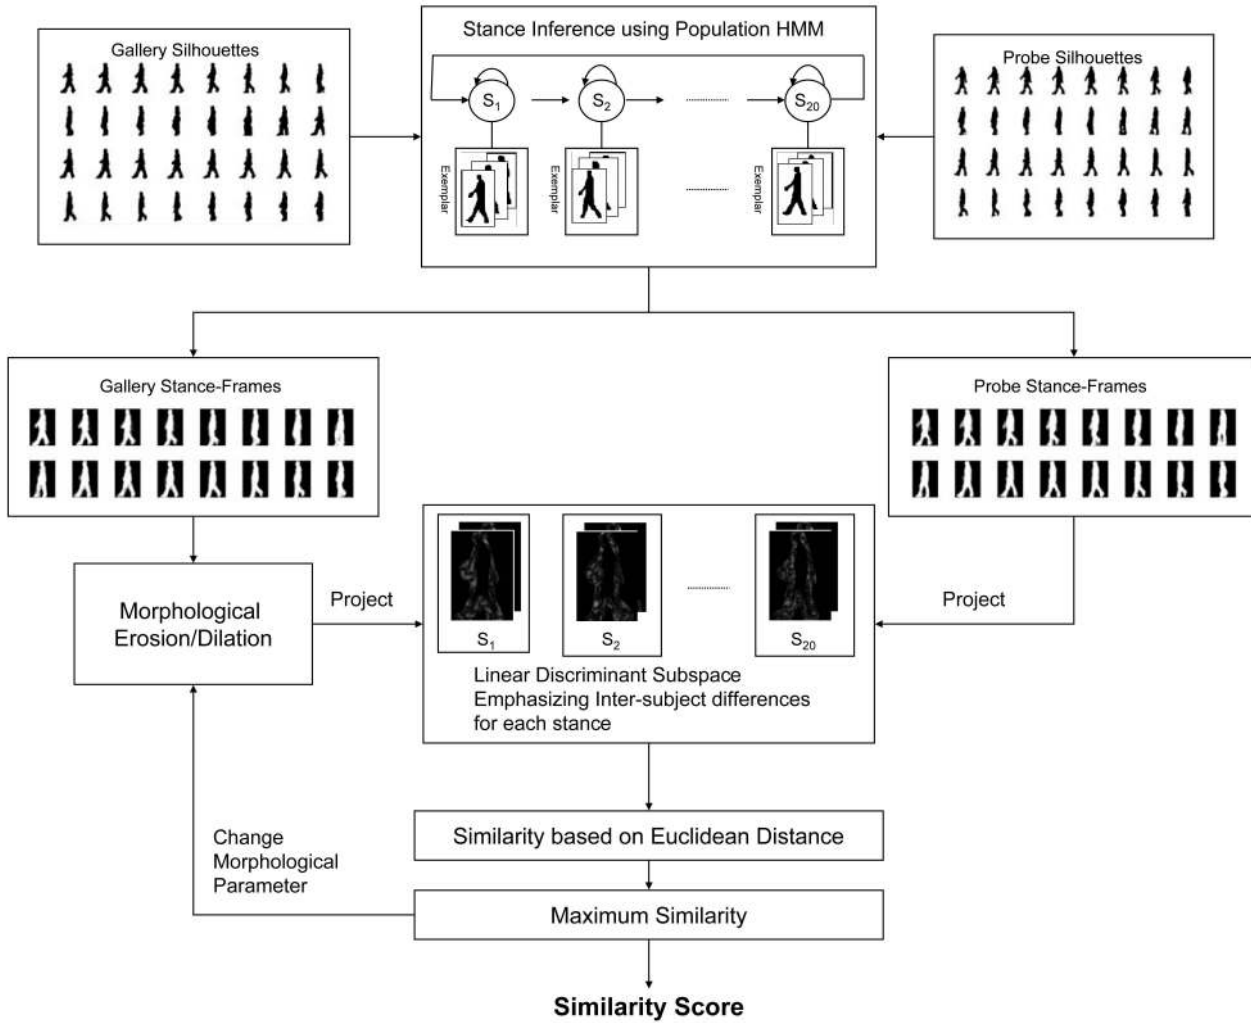 Stance Inference using Population HMM
Gallery Silhouettes
Probe Silhouettes
S1
S2
S20
Exemplar
Exemplar
Exemplar
Gallery Stance-Frames
Probe Stance-Frames
Morphological
Erosion/Dilation
Project
Project
S1
S2
S20
Linear Discriminant Subspace
Emphasizing Inter-subject differences
for each stance
Similarity based on Euclidean Distance
Change
Morphological
Parameter
Maximum Similarity
Similarity Score